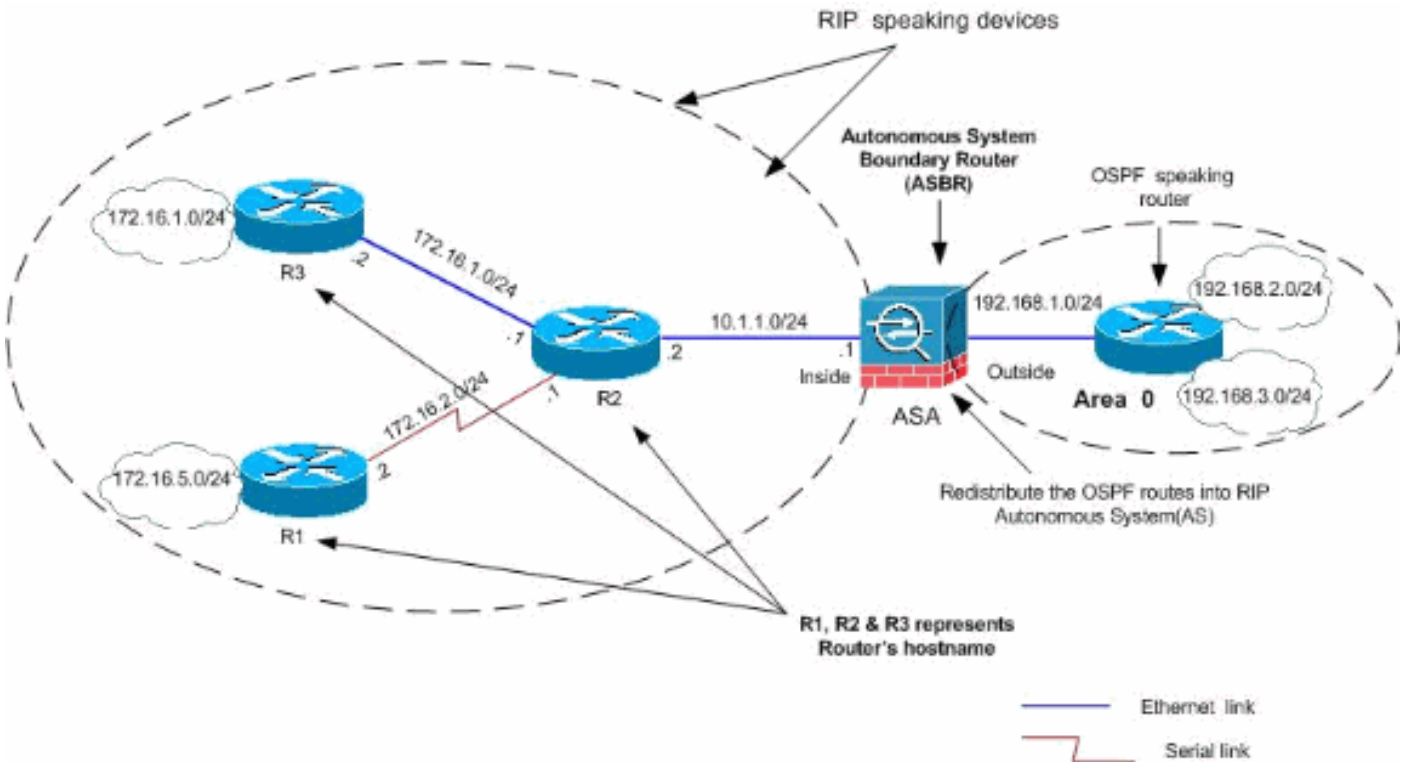 RIP speaking devices
Autonomous System
Boundary Router
(ASBR)
OSPF speaking
router
172.16.1.0/24
R3
.2
172.16.1.0/24
.1
10.1.1.0/24
.2
.1
R2
Inside
ASA
Outside
192.168.1.0/24
192.168.2.0/24
Area 0
192.168.3.0/24
172.16.2.0/24
.1
.2
172.16.5.0/24
R1
Redistribute the OSPF routes into RIP
Autonomous System(AS)
R1, R2 & R3 represents
Router's hostname
Ethernet link
Serial link